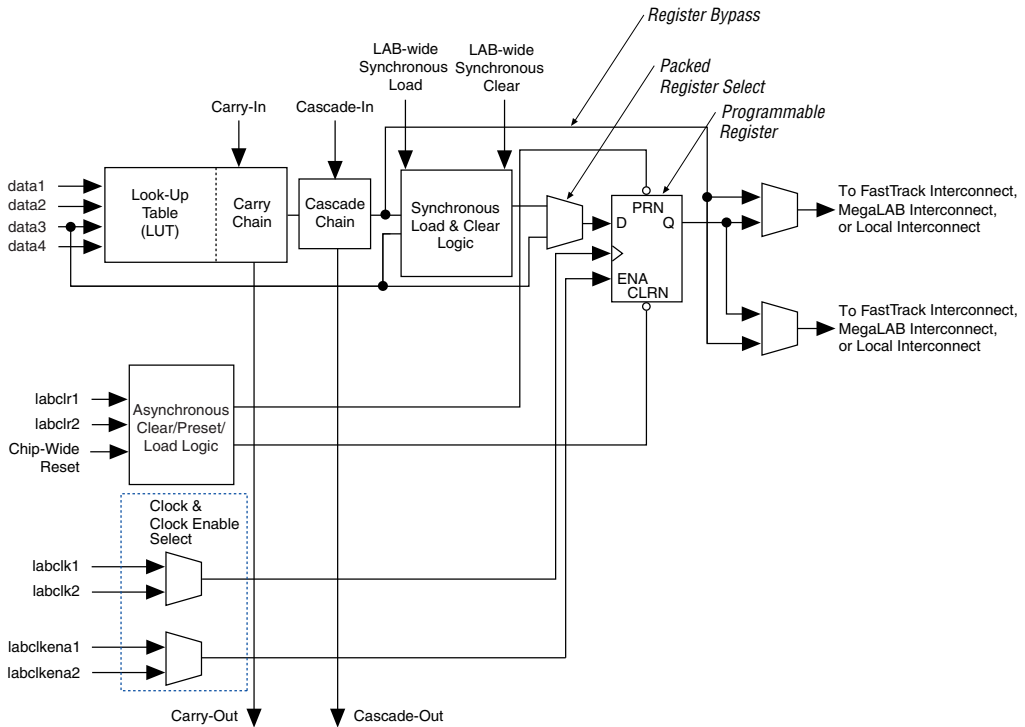 Register Bypass
LAB-wide
Synchronous
Load
LAB-wide
Synchronous
Clear
Packed
Register Select
Programmable
Register
Carry-In
Cascade-In
data1
data2
data3
data4
Look-Up
Table
(LUT)
Carry
Chain
Cascade
Chain
Synchronous
Load & Clear
Logic
PRN
D
Q
ENA
CLRN
To FastTrack Interconnect,
MegaLAB Interconnect,
or Local Interconnect
To FastTrack Interconnect,
MegaLAB Interconnect,
or Local Interconnect
labclr1
labclr2
Chip-Wide
Reset
Asynchronous
Clear/Preset/
Load Logic
Clock &
Clock Enable
Select
labclk1
labclk2
labclkena1
labclkena2
Carry-Out
Cascade-Out